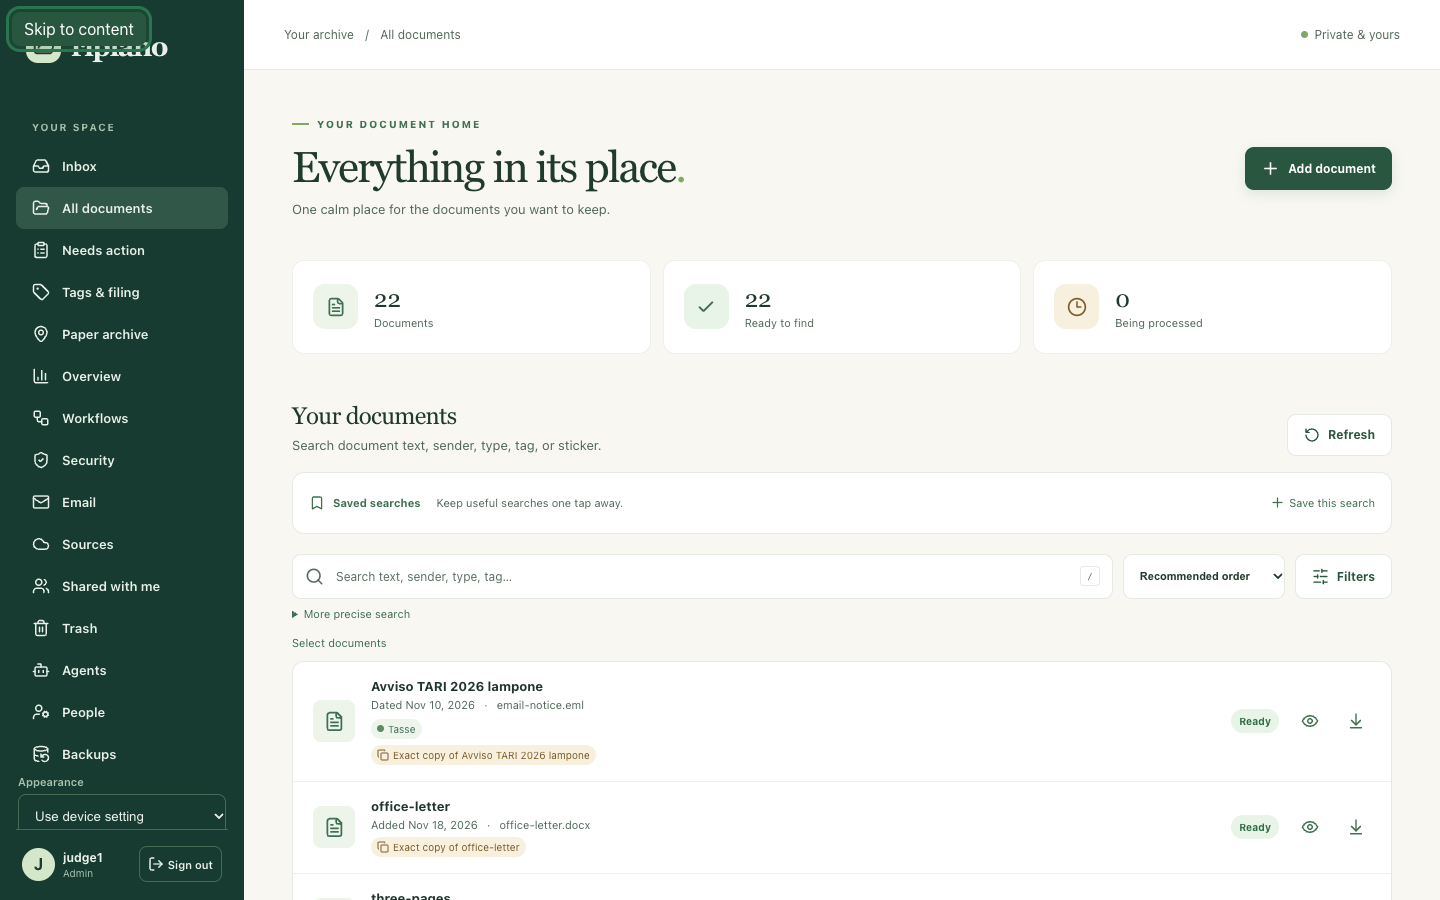 Skip to content
YOUR SPACE
Inbox
All documents
Needs action
Tags & filing
Paper archive
Overview
Workflows
Security
Email
Sources
Shared with me
Trash
Agents
People
Backups
Appearance
Use device setting
J
judge1
Admin
Sign out
Your archive / All documents
Private & yours
YOUR DOCUMENT HOME
Everything in its place.
One calm place for the documents you want to keep.
Add document
22
Documents
22
Ready to find
0
Being processed
Your documents
Search document text, sender, type, tag, or sticker.
Refresh
Saved searches Keep useful searches one tap away.
Save this search
Search text, sender, type, tag...
/
Recommended order
Filters
More precise search
Select documents
Avviso TARI 2026 lampone
Dated Nov 10, 2026 · email-notice.eml
Tasse
Exact copy of Avviso TARI 2026 lampone
Ready
office-letter
Added Nov 18, 2026 · office-letter.docx
Exact copy of office-letter
Ready
three-pages